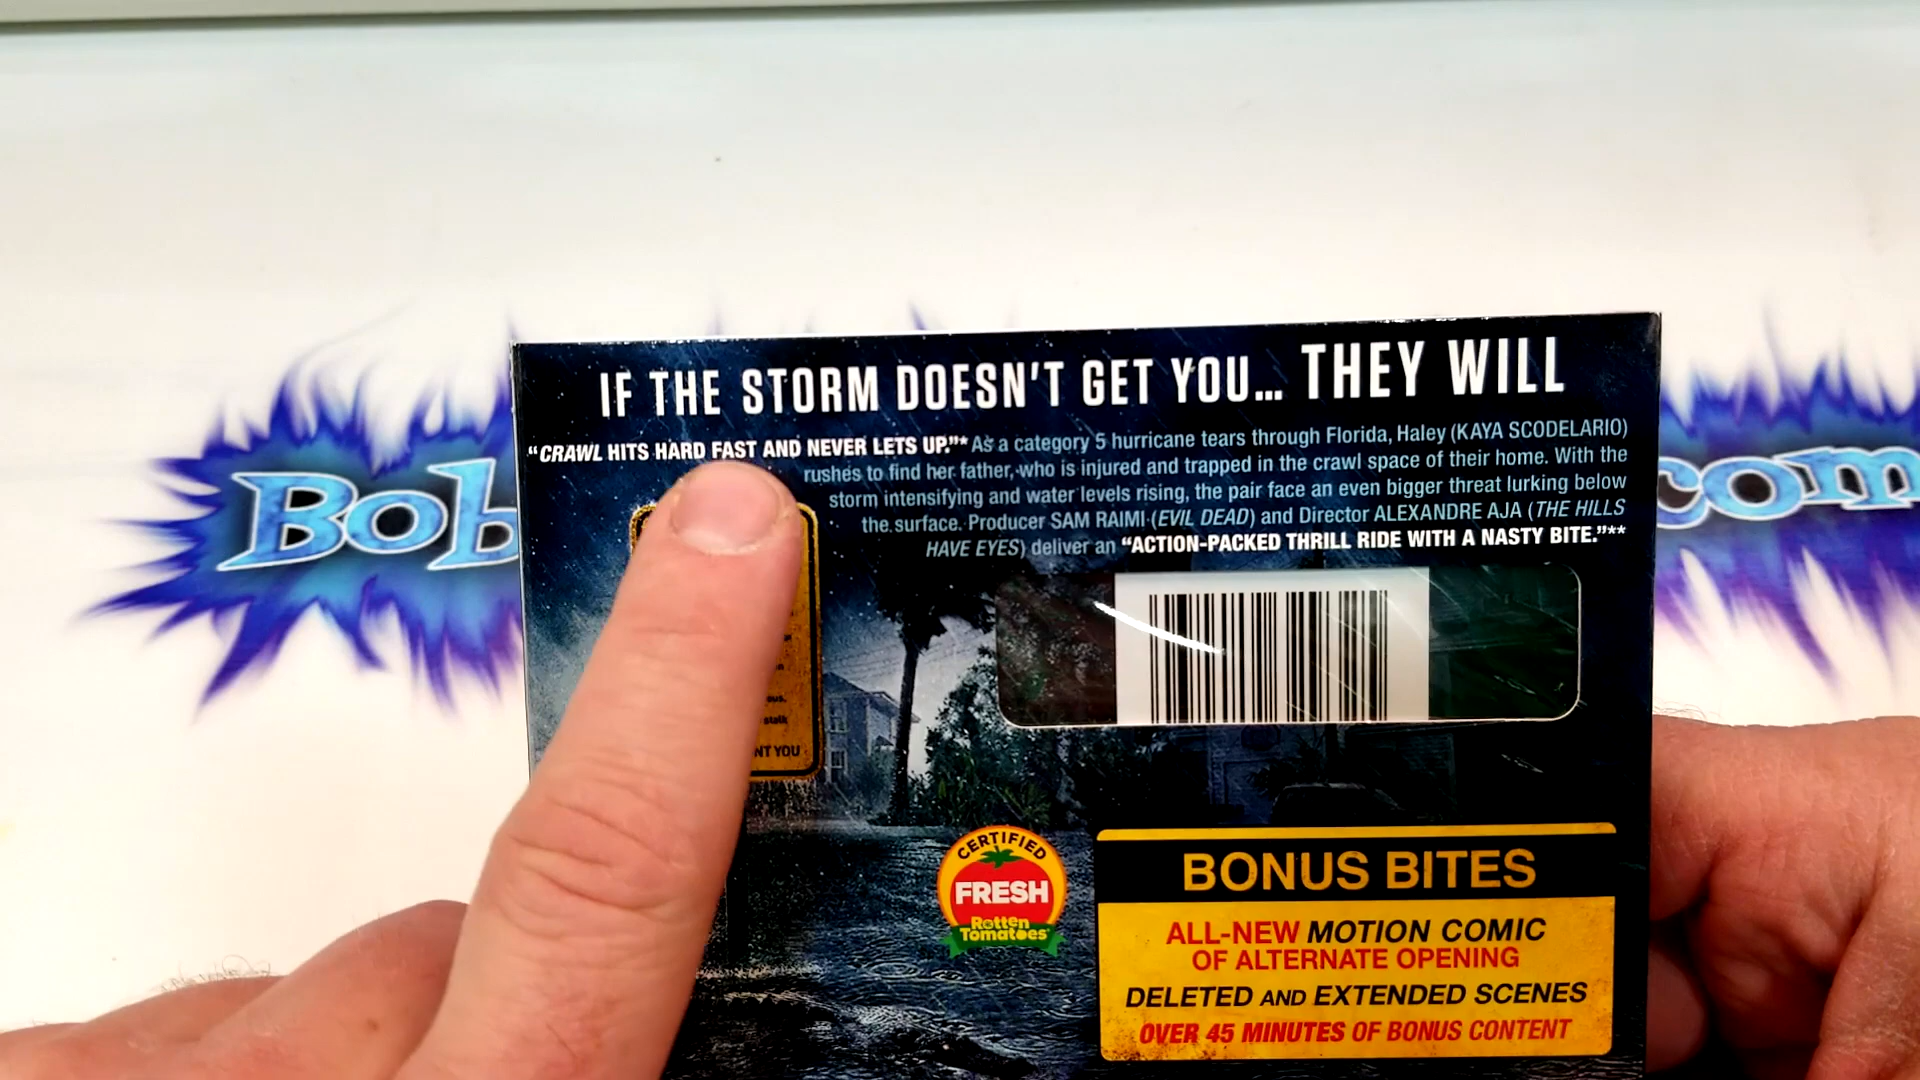 IF THE STORM DOESN'T GET YOU... THEY WILL
“CRAWL HITS HARD FAST AND NEVER LETS UP.”* As a category 5 hurricane tears through Florida, Haley (KAYA SCODELARIO)
rushes to find her father, who is injured and trapped in the crawl space of their home. With the
storm intensifying and water levels rising, the pair face an even bigger threat lurking below
the surface. Producer SAM RAIMI (EVIL DEAD) and Director ALEXANDRE AJA (THE HILLS
HAVE EYES) deliver an “ACTION-PACKED THRILL RIDE WITH A NASTY BITE.”**
Bob
com
YOU
CERTIFIED
FRESH
Rotten
Tomatoes
BONUS BITES
ALL-NEW MOTION COMIC
OF ALTERNATE OPENING
DELETED AND EXTENDED SCENES
OVER 45 MINUTES OF BONUS CONTENT